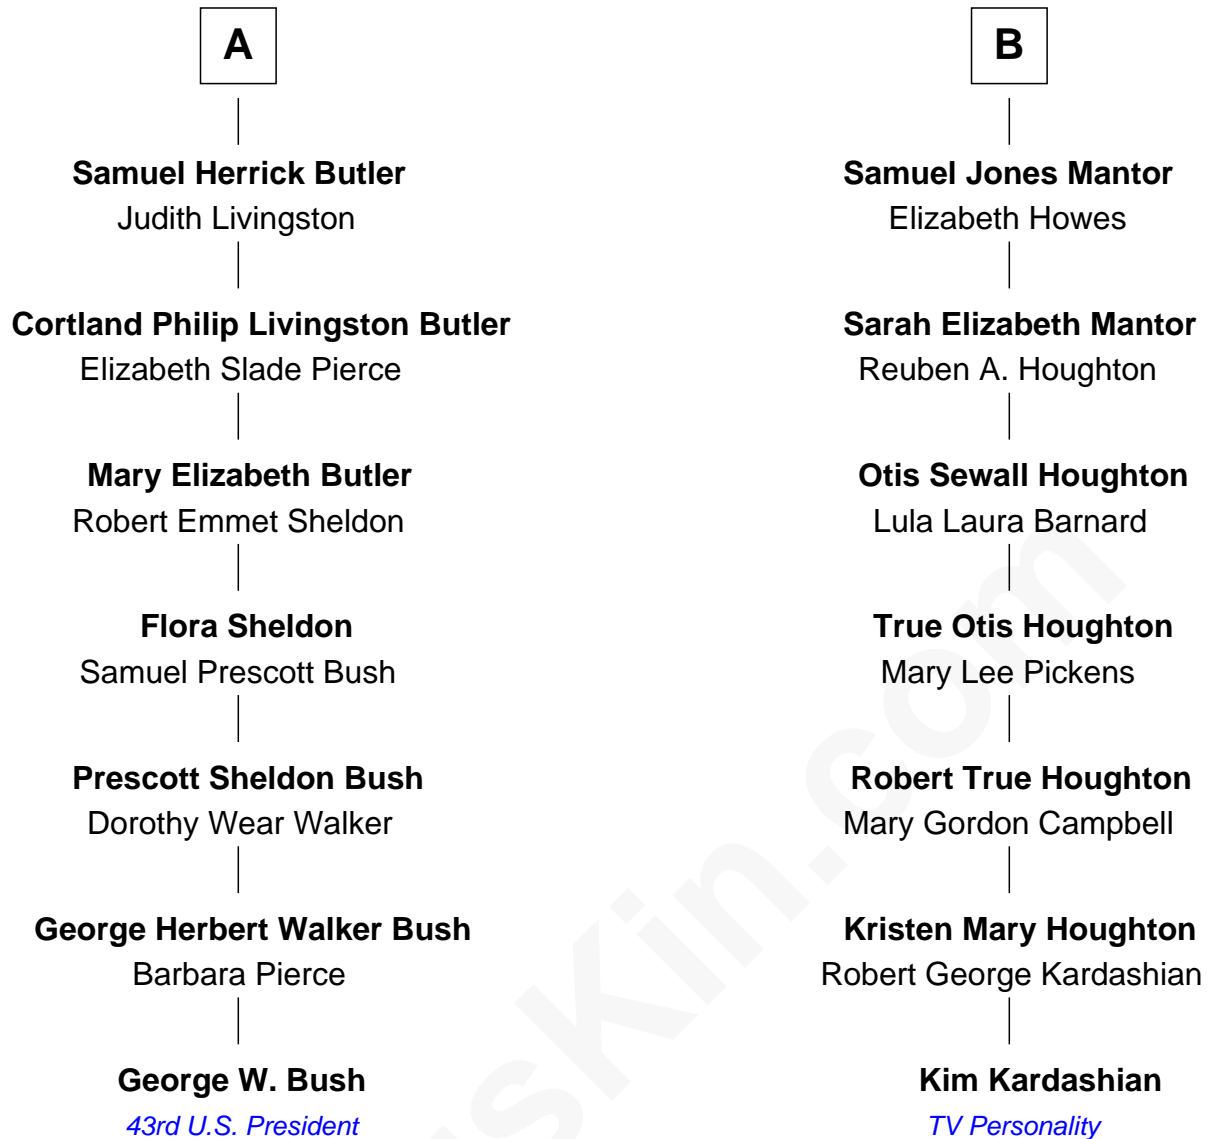 A
Samuel Herrick Butler
Judith Livingston
Cortland Philip Livingston Butler
Elizabeth Slade Pierce
Mary Elizabeth Butler
Robert Emmet Sheldon
Flora Sheldon
Samuel Prescott Bush
Prescott Sheldon Bush
Dorothy Wear Walker
George Herbert Walker Bush
Barbara Pierce
George W. Bush
43rd U.S. President
B
Samuel Jones Mantor
Elizabeth Howes
Sarah Elizabeth Mantor
Reuben A. Houghton
Otis Sewall Houghton
Lula Laura Barnard
True Otis Houghton
Mary Lee Pickens
Robert True Houghton
Mary Gordon Campbell
Kristen Mary Houghton
Robert George Kardashian
Kim Kardashian
TV Personality